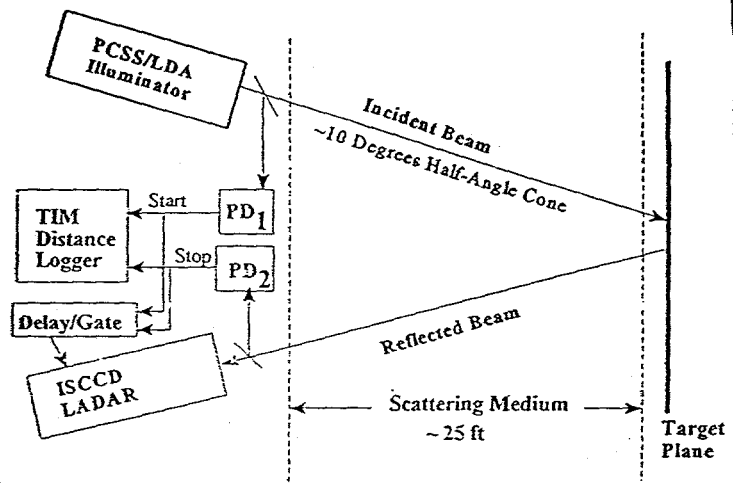 PCSS/LDA
Illuminator
Incident Beam
~10 Degrees Half-Angle Cone
TIM
Distance
Logger
Start
PD1
Stop
PD2
Delay/Gate
ISCCD
LADAR
Reflected Beam
Scattering Medium
~25 ft
Target
Plane